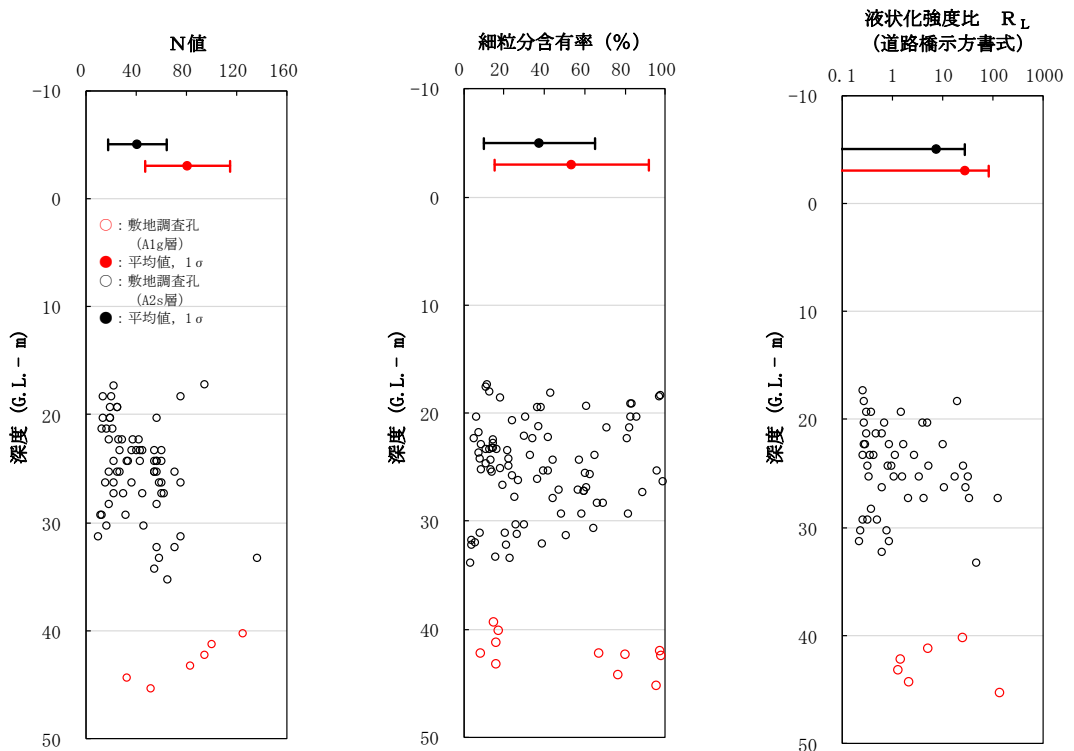 N値
0 40 80 120 160
-10
0
10
20
30
40
50
深度 (G.L.- m)
○ : 敷地調査孔
(A1g層)
● : 平均値, 1σ
○ : 敷地調査孔
(A2s層)
● : 平均値, 1σ
細粒分含有率 (%)
0 20 40 60 80 100
-10
0
10
20
30
40
50
深度 (G.L.- m)
液状化強度比 RL
(道路橋示方書式)
0.1 1 10 100 1000
-10
0
10
20
30
40
50
深度 (G.L.- m)